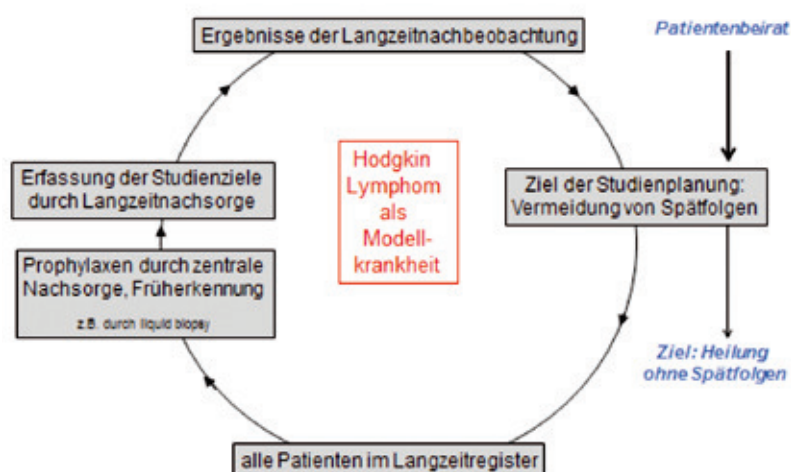 Ergebnisse der Langzeitnachbeobachtung
Patientenbeirat
Hodgkin
Lymphom
als
Modell-
krankheit
Erfassung der Studienziele
durch Langzeitnachsorge
Ziel der Studienplanung:
Vermeidung von Spätfolgen
Prophylaxen durch zentrale
Nachsorge, Früherkennung
z.B. durch liquid biopsy
Ziel: Heilung
ohne Spätfolgen
alle Patienten im Langzeitregister